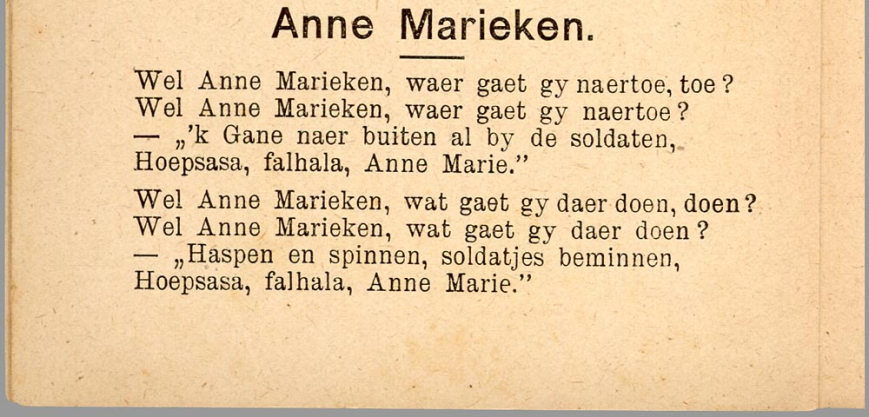 Anne Marieken.
Wel Anne Marieken, waer gaet gy naertoe, toe?
Wel Anne Marieken, waer gaet gy naertoe?
— „'k Gane naer buiten al by de soldaten,
Hoepsasa, falhala, Anne Marie.”
Wel Anne Marieken, wat gaet gy daer doen, doen?
Wel Anne Marieken, wat gaet gy daer doen?
— „Haspen en spinnen, soldatjes beminnen,
Hoepsasa, falhala, Anne Marie.”